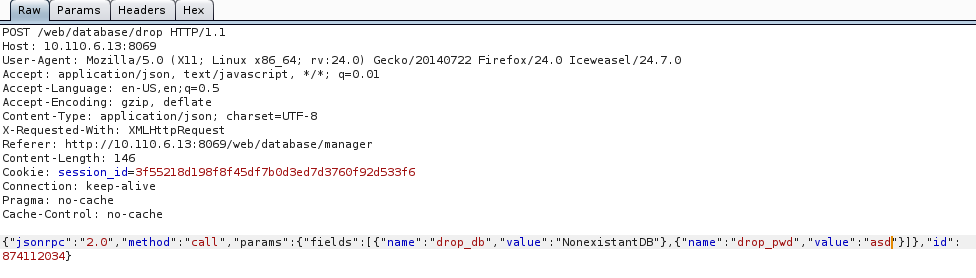 Raw Params Headers Hex
POST /web/database/drop HTTP/1.1
Host: 10.110.6.13:8069
User-Agent: Mozilla/5.0 (X11; Linux x86_64; rv:24.0) Gecko/20140722 Firefox/24.0 Iceweasel/24.7.0
Accept: application/json, text/javascript, */*; q=0.01
Accept-Language: en-US,en;q=0.5
Accept-Encoding: gzip, deflate
Content-Type: application/json; charset=UTF-8
X-Requested-With: XMLHttpRequest
Referer: http://10.110.6.13:8069/web/database/manager
Content-Length: 146
Cookie: session_id=3f55218d198f8f45df7b0d3ed7d3760f92d533f6
Connection: keep-alive
Pragma: no-cache
Cache-Control: no-cache
{"jsonrpc":"2.0","method":"call","params":{"fields":[{"name":"drop_db","value":"NonexistantDB"},{"name":"drop_pwd","value":"asd"}]},"id":
874112034}